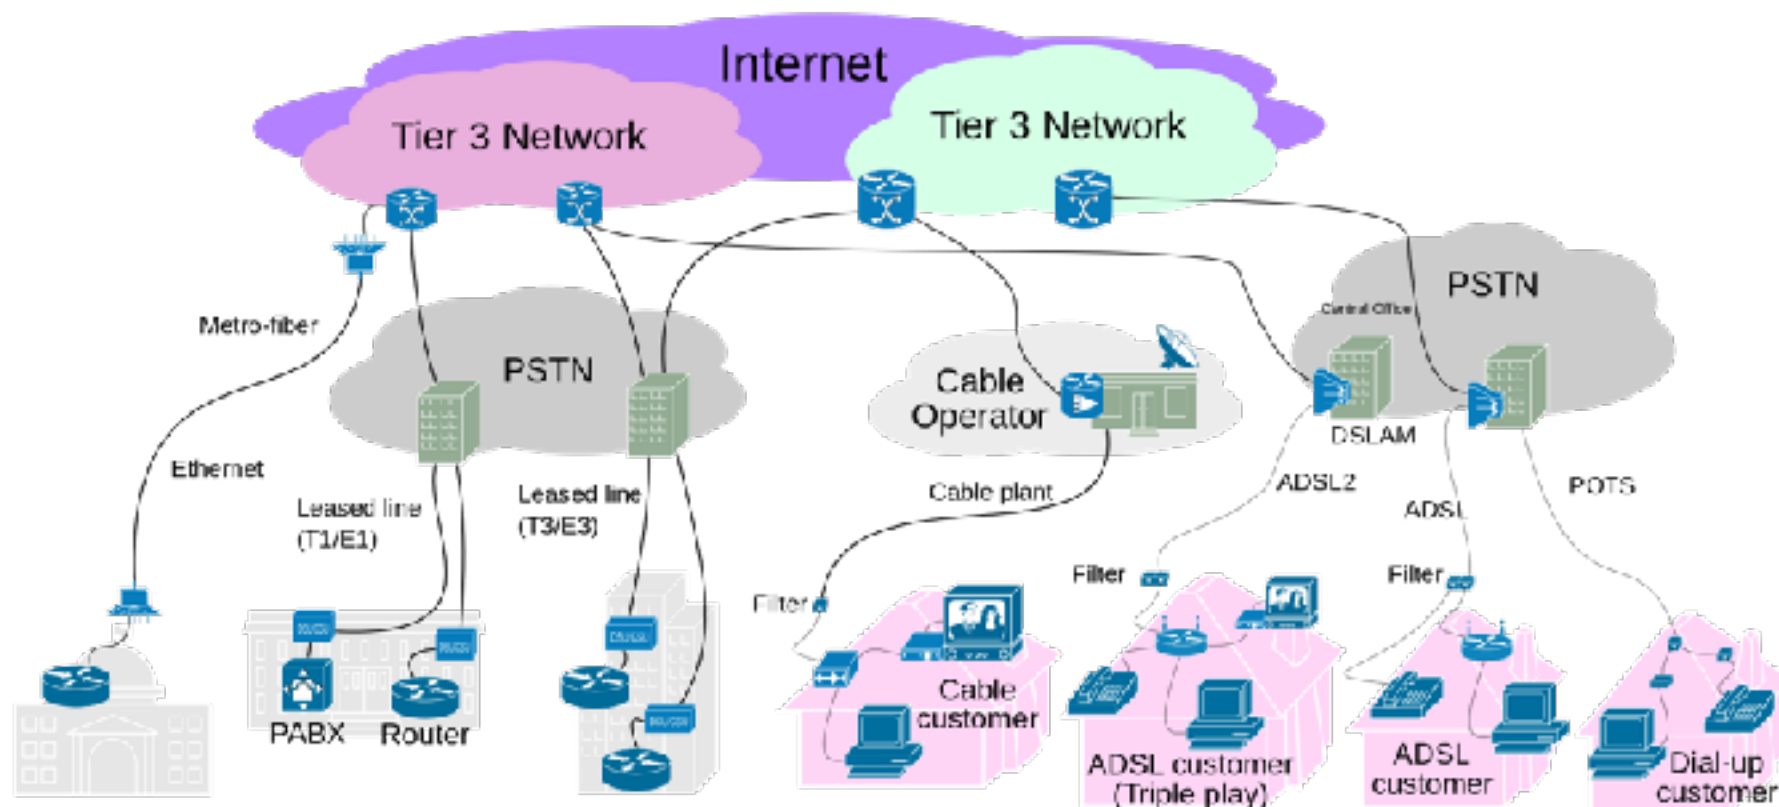 Internet
Tier 3 Network
Tier 3 Network
PSTN
Central Office
Metro-fiber
PSTN
Cable
Operator
DSLAM
Ethernet
Leased line
(T1/E1)
Leased line
(T3/E3)
Cable plant
ADSL2
ADSL
POTS
Filter
Filter
Filter
PABX
Router
Cable
customer
ADSL customer
(Triple play)
ADSL
customer
Dial-up
customer